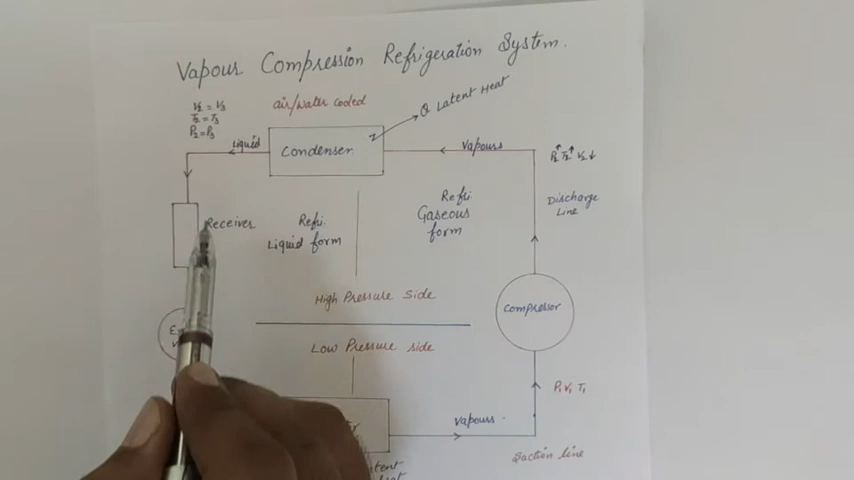 Vapour Compression Refrigeration System.
V2 = V3
T2 = T3
P2 = P3
air/water cooled
Q Latent Heat
Liquid
Condenser
Vapours
P2↑ T2↑ V2↓
Receiver
Refri.
Liquid form
Refri.
Gaseous
form
Discharge
Line
High Pressure Side
Compressor
Low Pressure side
P1 V1 T1
Vapours
Suction line